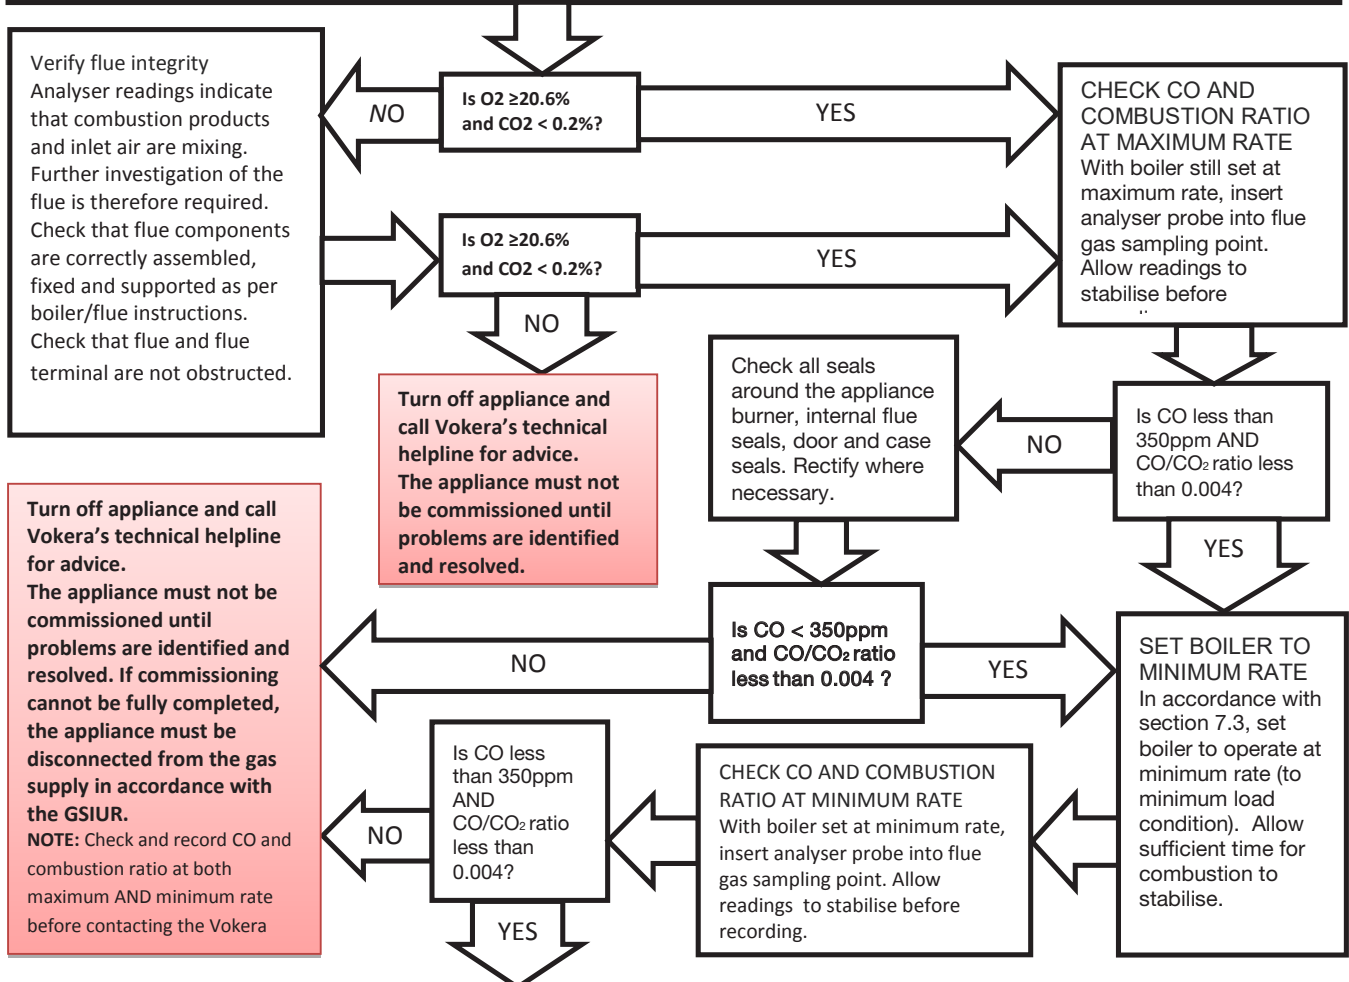 Verify flue integrity
Analyser readings indicate
that combustion products
and inlet air are mixing.
Further investigation of the
flue is therefore required.
Check that flue components
are correctly assembled,
fixed and supported as per
boiler/flue instructions.
Check that flue and flue
terminal are not obstructed.
NO
Is O2 ≥20.6%
and CO2 < 0.2%?
YES
CHECK CO AND
COMBUSTION RATIO
AT MAXIMUM RATE
With boiler still set at
maximum rate, insert
analyser probe into flue
gas sampling point.
Allow readings to
stabilise before
Is O2 ≥20.6%
and CO2 < 0.2%?
YES
NO
Turn off appliance and
call Vokera’s technical
helpline for advice.
The appliance must not
be commissioned until
problems are identified
and resolved.
Check all seals
around the appliance
burner, internal flue
seals, door and case
seals. Rectify where
necessary.
NO
Is CO less than
350ppm AND
CO/CO₂ ratio less
than 0.004?
YES
Turn off appliance and call
Vokera’s technical helpline
for advice.
The appliance must not be
commissioned until
problems are identified and
resolved. If commissioning
cannot be fully completed,
the appliance must be
disconnected from the gas
supply in accordance with
the GSIUR.
NOTE: Check and record CO and
combustion ratio at both
maximum AND minimum rate
before contacting the Vokera
NO
Is CO < 350ppm
and CO/CO₂ ratio
less than 0.004 ?
YES
SET BOILER TO
MINIMUM RATE
In accordance with
section 7.3, set
boiler to operate at
minimum rate (to
minimum load
condition). Allow
sufficient time for
combustion to
stabilise.
NO
Is CO less
than 350ppm
AND
CO/CO₂ ratio
less than
0.004?
YES
CHECK CO AND COMBUSTION
RATIO AT MINIMUM RATE
With boiler set at minimum rate,
insert analyser probe into flue
gas sampling point. Allow
readings to stabilise before
recording.